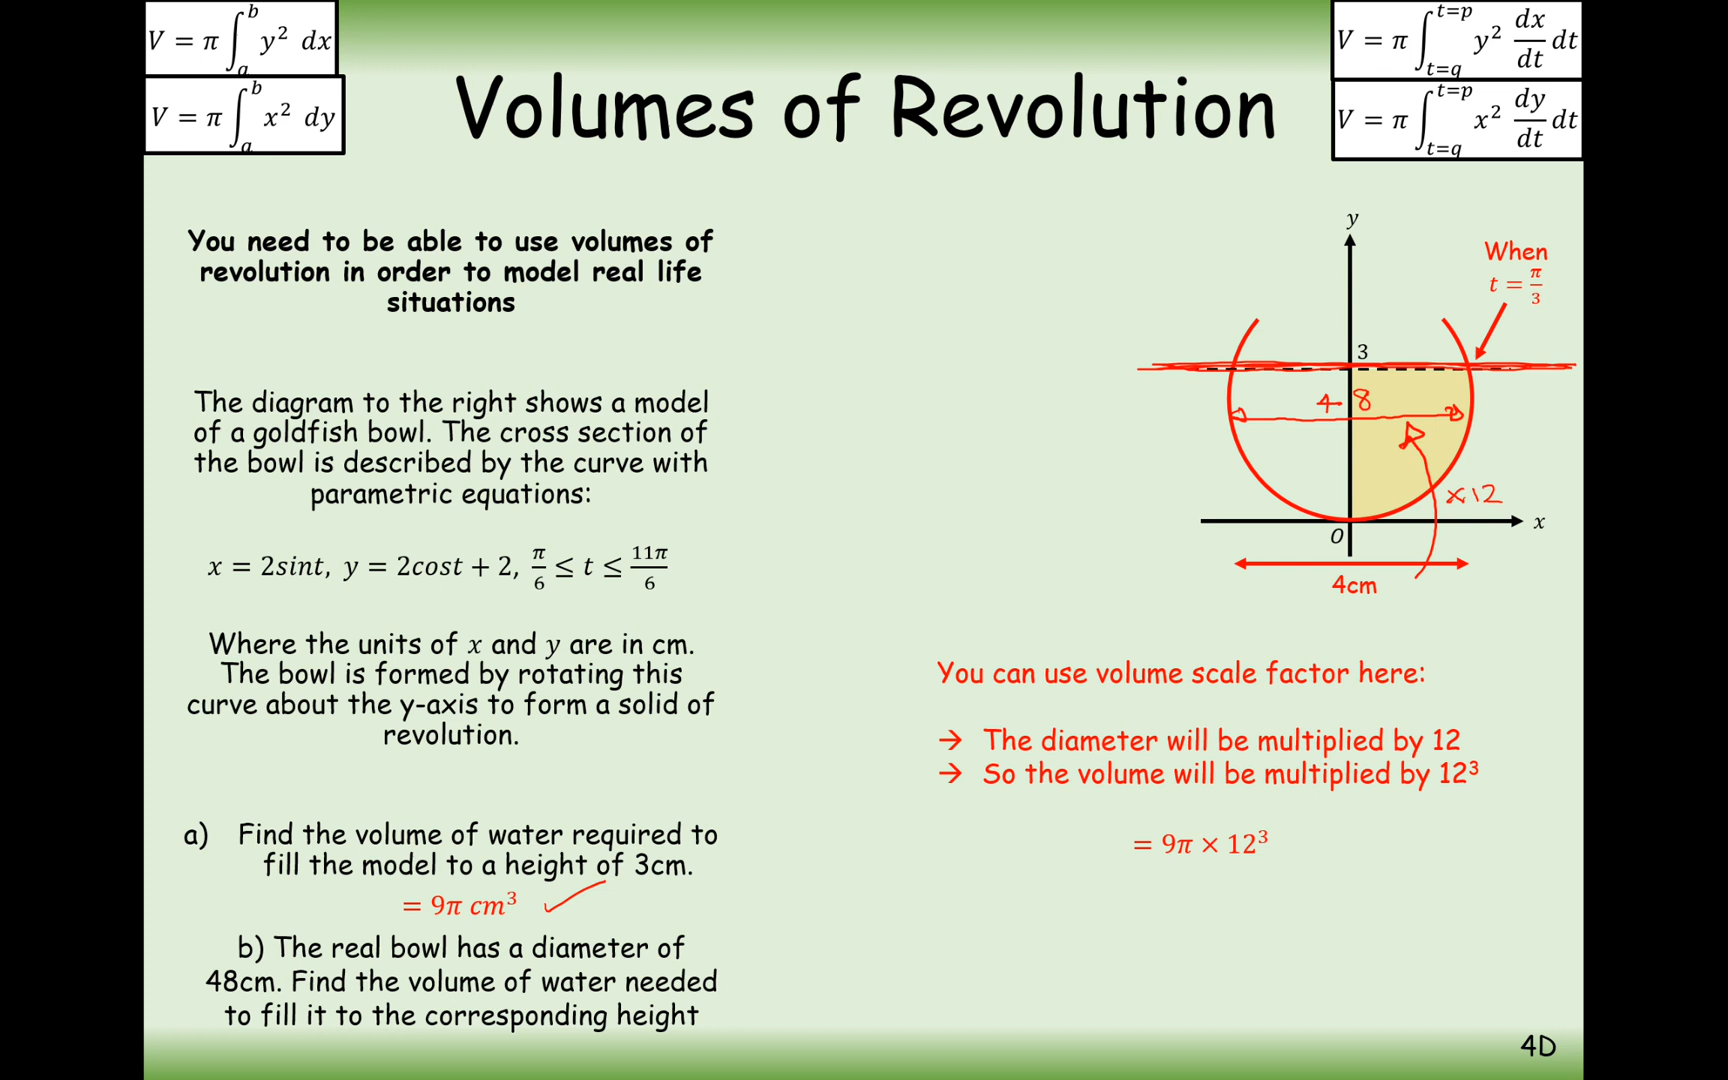 V = π ∫ₐᵇ y² dx
V = π ∫ₐᵇ x² dy
Volumes of Revolution
V = π ∫_{t=q}^{t=p} y² dx/dt dt
V = π ∫_{t=q}^{t=p} x² dy/dt dt
You need to be able to use volumes of
revolution in order to model real life
situations
The diagram to the right shows a model
of a goldfish bowl. The cross section of
the bowl is described by the curve with
parametric equations:
x = 2sint, y = 2cost + 2, π/6 ≤ t ≤ 11π/6
Where the units of x and y are in cm.
The bowl is formed by rotating this
curve about the y-axis to form a solid of
revolution.
a) Find the volume of water required to
fill the model to a height of 3cm.
= 9π cm³
b) The real bowl has a diameter of
48cm. Find the volume of water needed
to fill it to the corresponding height
y
When
t = π/3
3
48
×12
O
x
4cm
You can use volume scale factor here:
→ The diameter will be multiplied by 12
→ So the volume will be multiplied by 12³
= 9π × 12³
4D